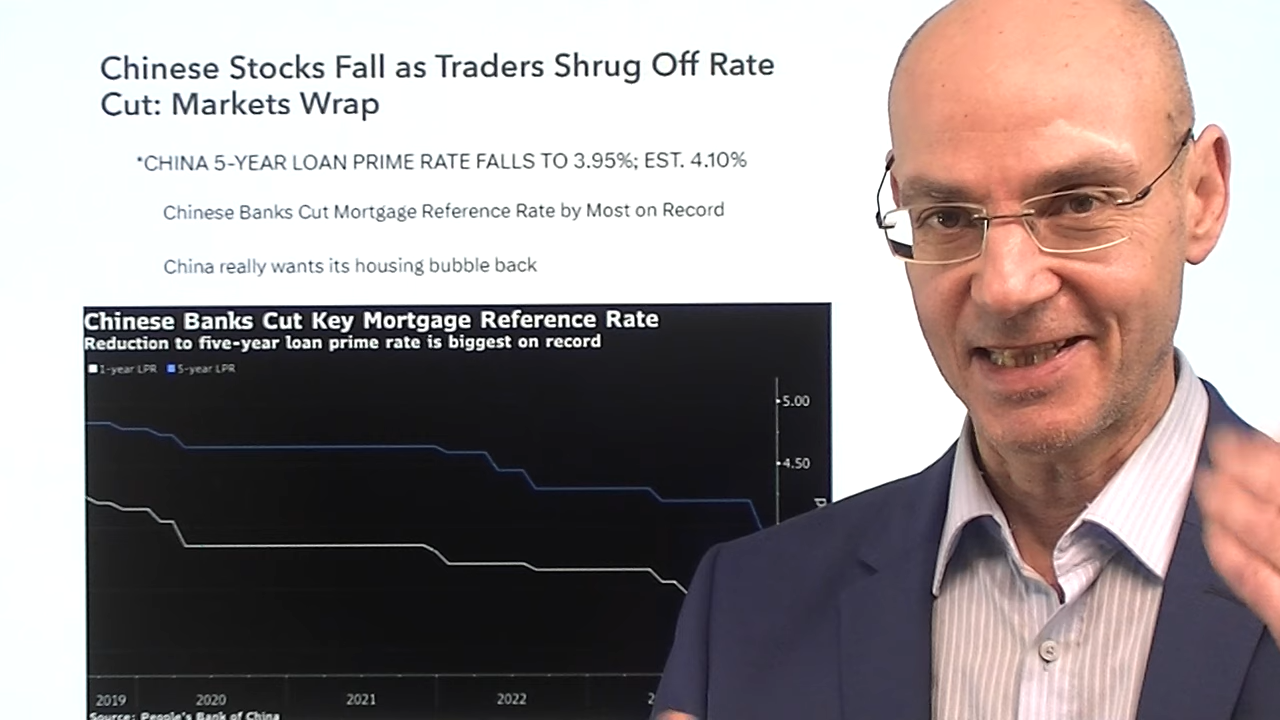 Chinese Stocks Fall as Traders Shrug Off Rate
Cut: Markets Wrap
*CHINA 5-YEAR LOAN PRIME RATE FALLS TO 3.95%; EST. 4.10%
Chinese Banks Cut Mortgage Reference Rate by Most on Record
China really wants its housing bubble back
Chinese Banks Cut Key Mortgage Reference Rate
Reduction to five-year loan prime rate is biggest on record
1-year LPR 5-year LPR
5.00
4.50
2019 2020 2021 2022 2
Source: People's Bank of China